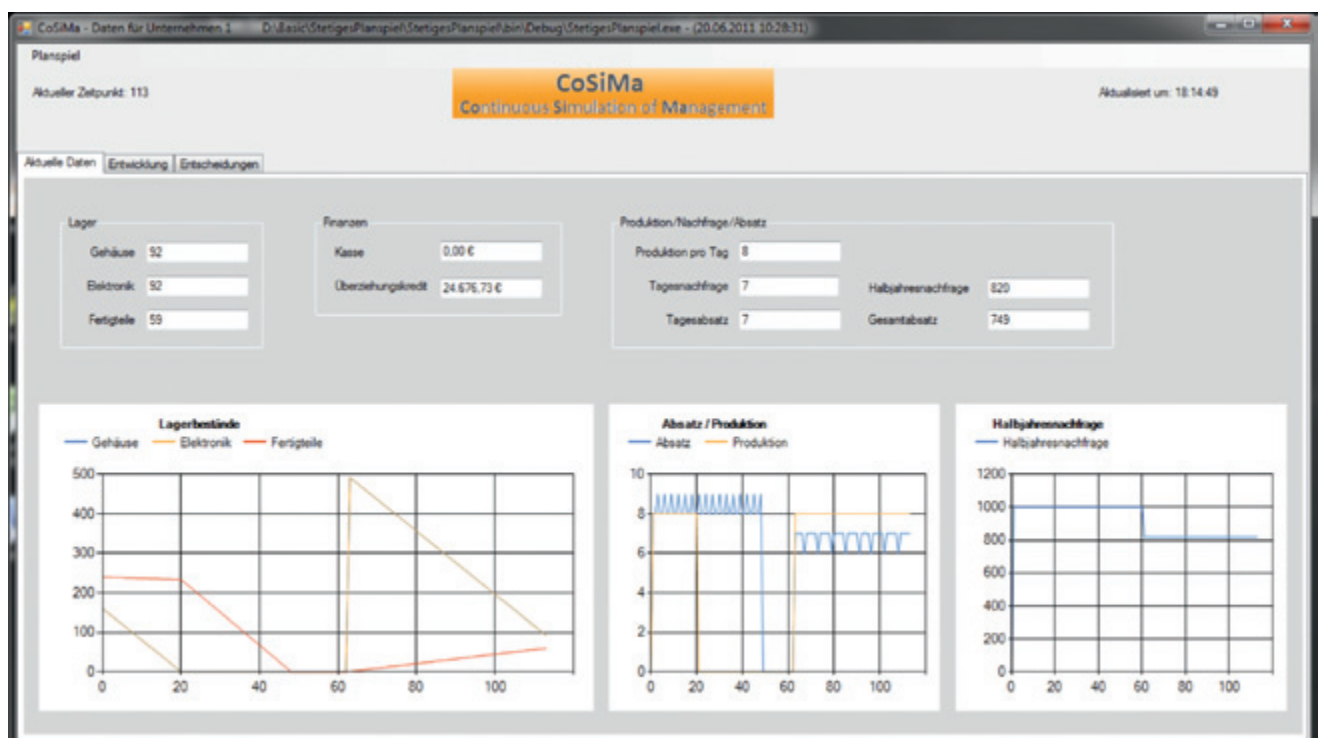 CoSiMa - Daten für Unternehmen 1 D:\Basic\StetigesPlanspiel\StetigesPlanspiel\bin\Debug\StetigesPlanspiel.exe - (20.06.2011 10:28:31)
Planspiel
Aktueller Zeitpunkt: 113
CoSiMa
Continuous Simulation of Management
Aktualisiert um: 18:14:49
Aktuelle Daten Entwicklung Entscheidungen
Lager
Gehäuse 92
Elektronik 92
Fertigteile 59
Finanzen
Kasse 0,00 €
Überziehungskredit 24.676,73 €
Produktion/Nachfrage/Absatz
Produktion pro Tag 8
Tagesnachfrage 7 Halbjahresnachfrage 820
Tagesabsatz 7 Gesamtabsatz 749
Lagerbestände
Gehäuse Elektronik Fertigteile
500
400
300
200
100
0
0 20 40 60 80 100
Absatz / Produktion
Absatz Produktion
10
8
6
4
2
0
0 20 40 60 80 100
Halbjahresnachfrage
Halbjahresnachfrage
1200
1000
800
600
400
200
0
0 20 40 60 80 100